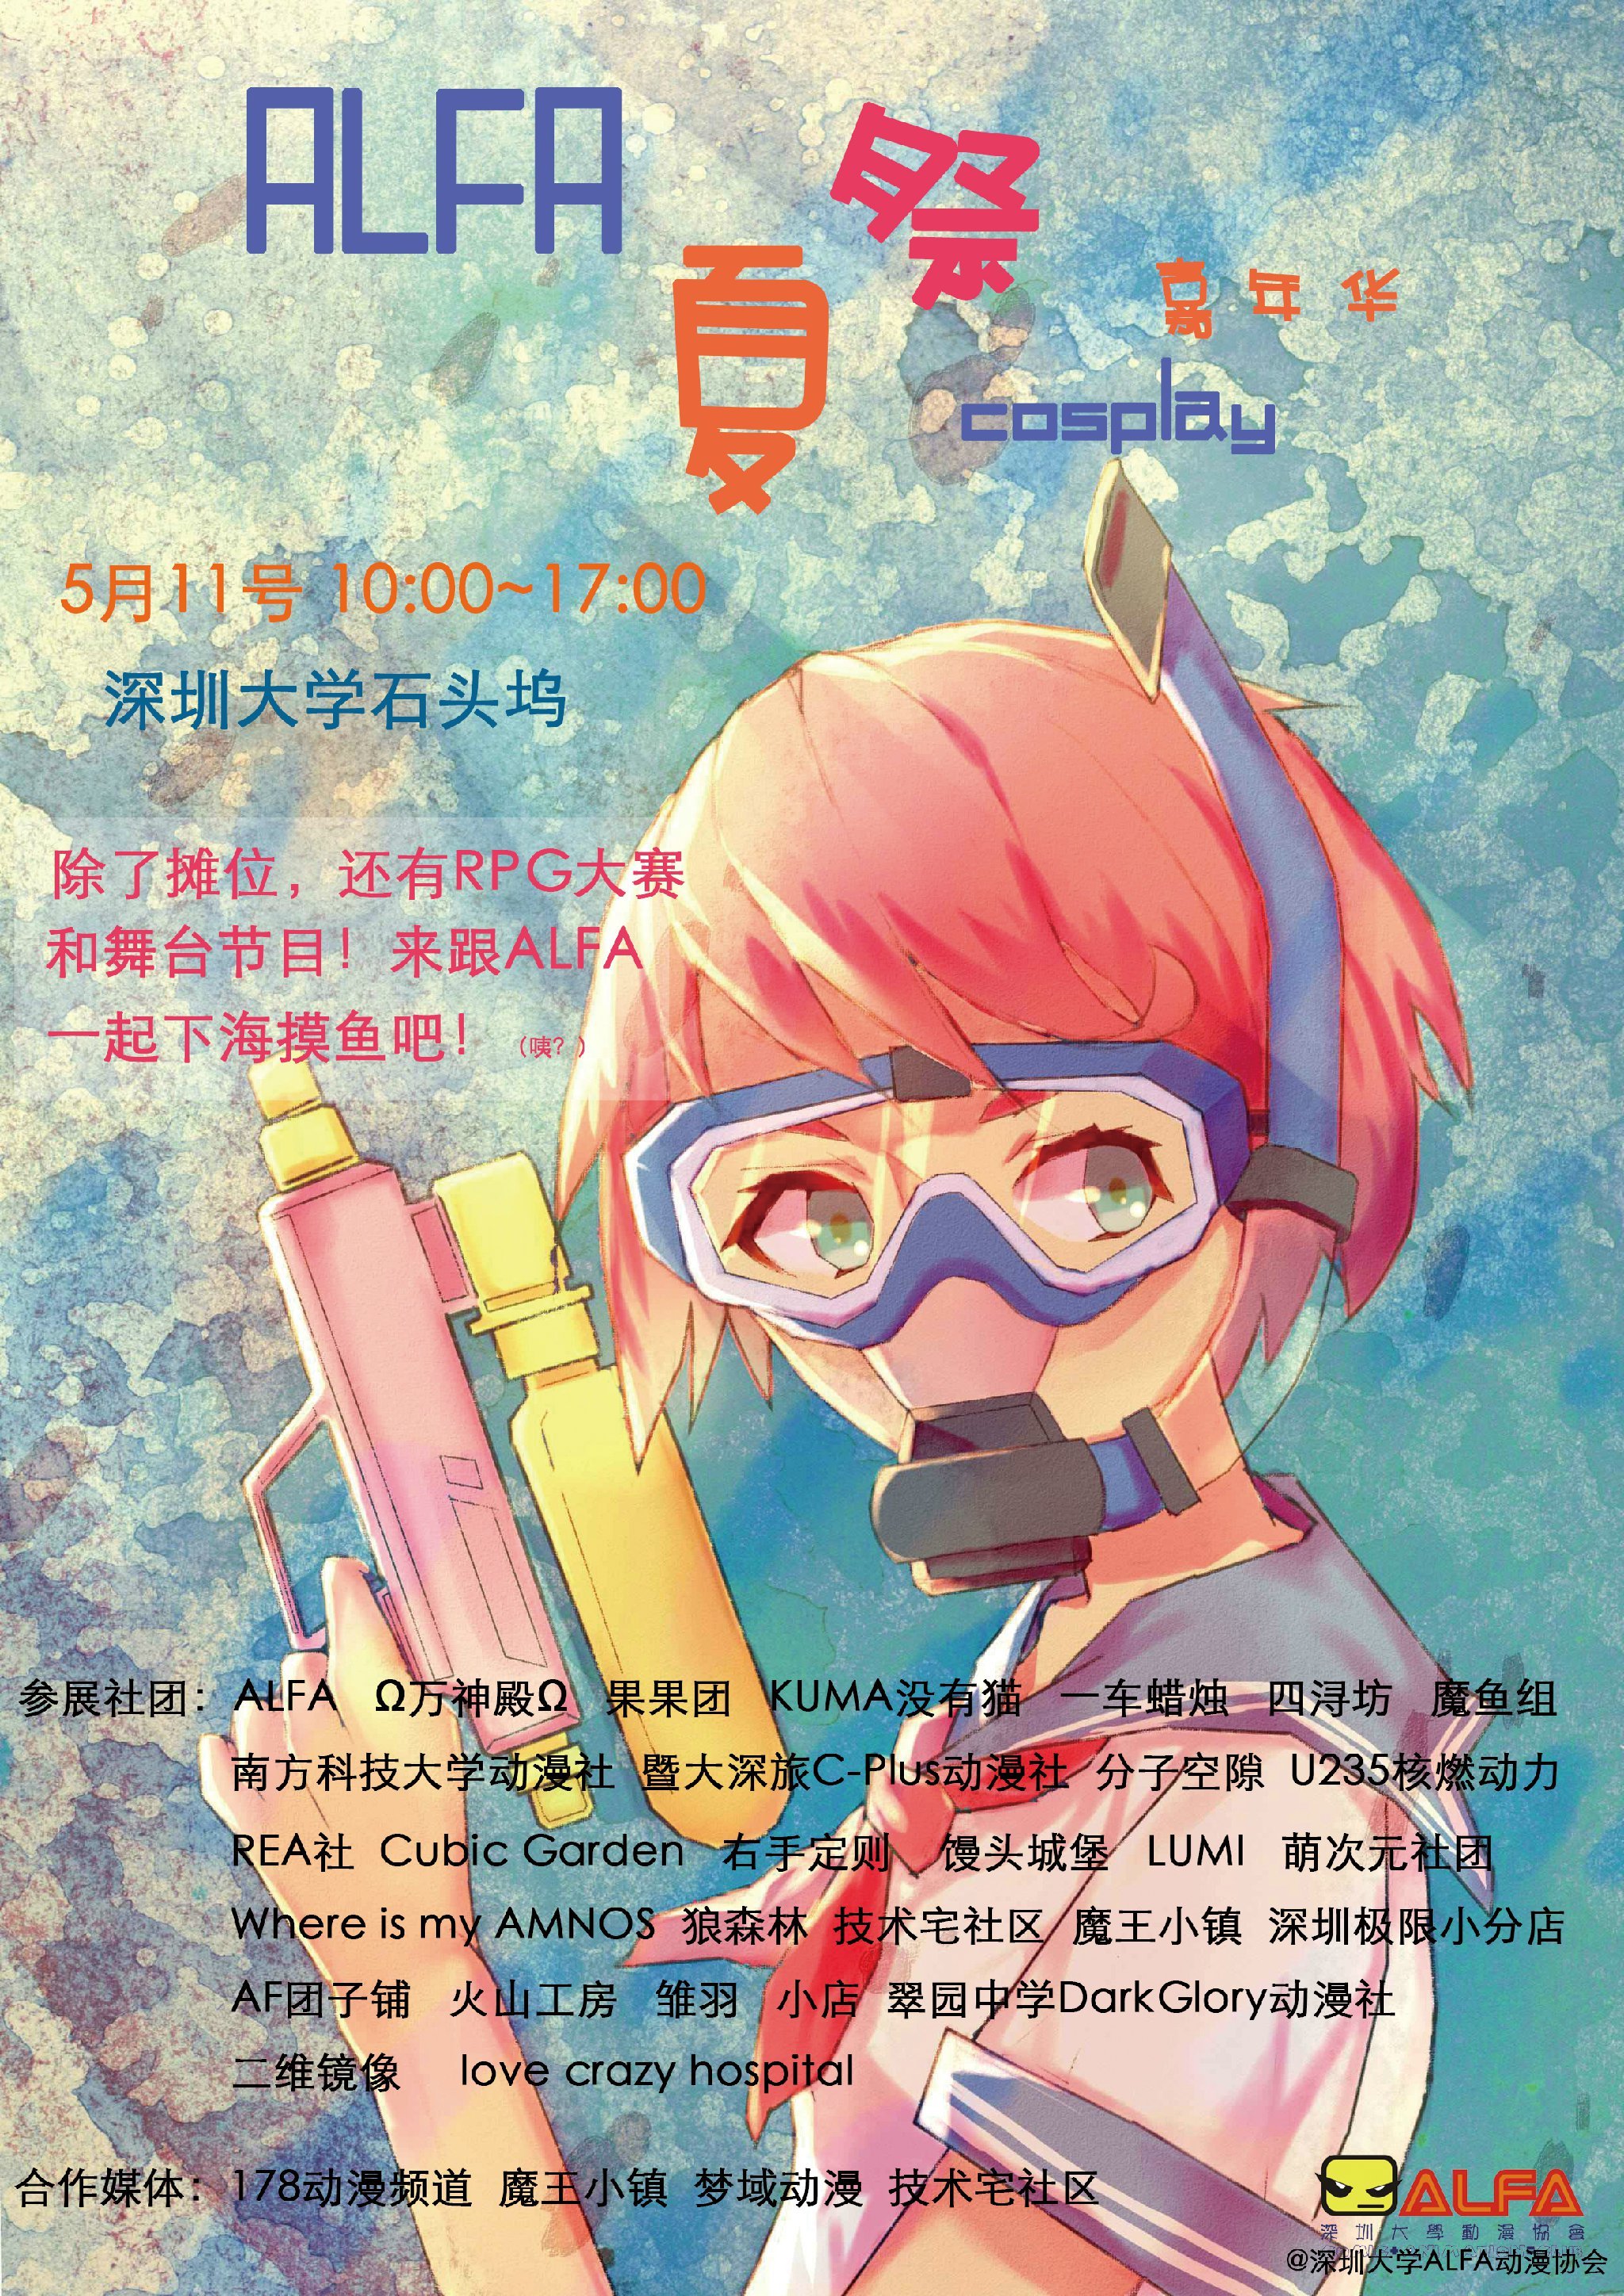 ALFA
夏祭
嘉年华
cosplay
5月11号 10:00~17:00
深圳大学石头坞
除了摊位，还有RPG大赛
和舞台节目！来跟ALFA
一起下海摸鱼吧！（咦？）
参展社团：ALFA Ω万神殿Ω 果果团 KUMA没有猫 一车蜡烛 四浔坊 魔鱼组
南方科技大学动漫社 暨大深旅C-Plus动漫社 分子空隙 U235核燃动力
REA社 Cubic Garden 右手定则 馒头城堡 LUMI 萌次元社团
Where is my AMNOS 狼森林 技术宅社区 魔王小镇 深圳极限小分店
AF团子铺 火山工房 雏羽 小店 翠园中学DarkGlory动漫社
二维镜像 love crazy hospital
合作媒体：178动漫频道 魔王小镇 梦域动漫 技术宅社区
ALFA
深圳大學動漫協會
@深圳大学ALFA动漫协会